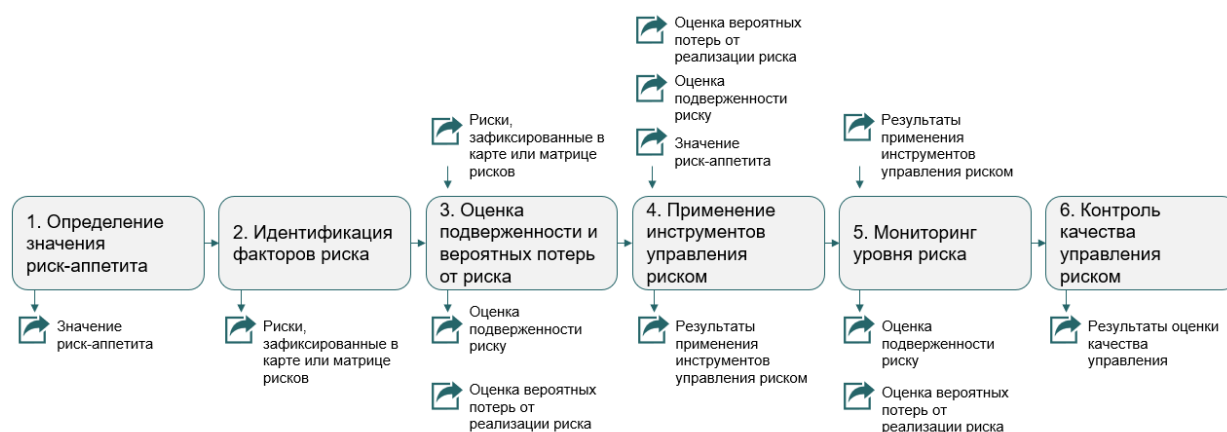 Оценка вероятных
потерь от
реализации риска
Оценка
подверженности
риску
Значение
риск-аппетита
Риски,
зафиксированные в
карте или матрице
рисков
Результаты
применения
инструментов
управления риском
1. Определение
значения
риск-аппетита
2. Идентификация
факторов риска
3. Оценка
подверженности и
вероятных потерь
от риска
4. Применение
инструментов
управления
риском
5. Мониторинг
уровня риска
6. Контроль
качества
управления
риском
Значение
риск-аппетита
Риски,
зафиксированные в
карте или матрице
рисков
Оценка
подверженности
риску
Оценка вероятных
потерь от
реализации риска
Результаты
применения
инструментов
управления риском
Оценка
подверженности
риску
Оценка вероятных
потерь от
реализации риска
Результаты оценки
качества
управления